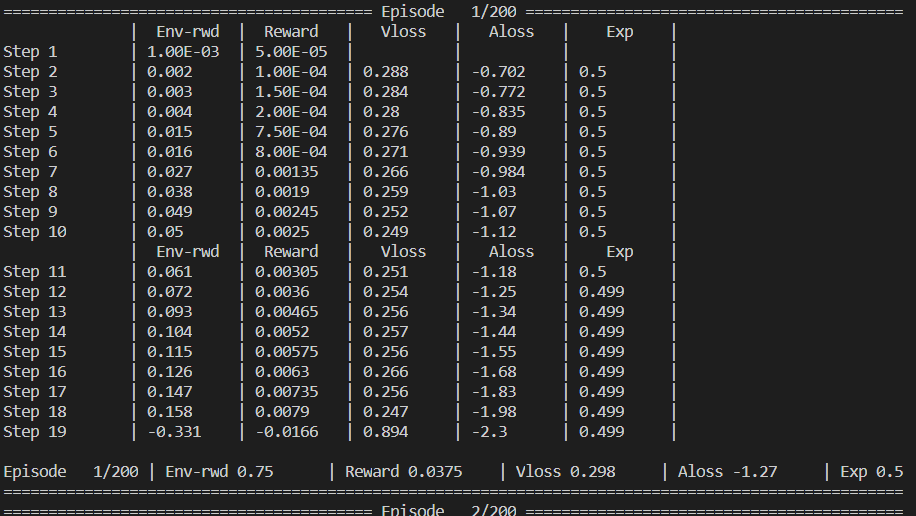 ========================================= Episode   1/200 ==========================================
              |  Env-rwd  |  Reward   |   Vloss   |   Aloss   |    Exp    |
Step 1        | 1.00E-03  | 5.00E-05  |           |           |           |
Step 2        | 0.002     | 1.00E-04  | 0.288     | -0.702    | 0.5       |
Step 3        | 0.003     | 1.50E-04  | 0.284     | -0.772    | 0.5       |
Step 4        | 0.004     | 2.00E-04  | 0.28      | -0.835    | 0.5       |
Step 5        | 0.015     | 7.50E-04  | 0.276     | -0.89     | 0.5       |
Step 6        | 0.016     | 8.00E-04  | 0.271     | -0.939    | 0.5       |
Step 7        | 0.027     | 0.00135   | 0.266     | -0.984    | 0.5       |
Step 8        | 0.038     | 0.0019    | 0.259     | -1.03     | 0.5       |
Step 9        | 0.049     | 0.00245   | 0.252     | -1.07     | 0.5       |
Step 10       | 0.05      | 0.0025    | 0.249     | -1.12     | 0.5       |
              |  Env-rwd  |  Reward   |   Vloss   |   Aloss   |    Exp    |
Step 11       | 0.061     | 0.00305   | 0.251     | -1.18     | 0.5       |
Step 12       | 0.072     | 0.0036    | 0.254     | -1.25     | 0.499     |
Step 13       | 0.093     | 0.00465   | 0.256     | -1.34     | 0.499     |
Step 14       | 0.104     | 0.0052    | 0.257     | -1.44     | 0.499     |
Step 15       | 0.115     | 0.00575   | 0.256     | -1.55     | 0.499     |
Step 16       | 0.126     | 0.0063    | 0.266     | -1.68     | 0.499     |
Step 17       | 0.147     | 0.00735   | 0.256     | -1.83     | 0.499     |
Step 18       | 0.158     | 0.0079    | 0.247     | -1.98     | 0.499     |
Step 19       | -0.331    | -0.0166   | 0.894     | -2.3      | 0.499     |
Episode   1/200 | Env-rwd 0.75      | Reward 0.0375    | Vloss 0.298     | Aloss -1.27     | Exp 0.5
====================================================================================================
========================================= Episode   2/200 ==========================================